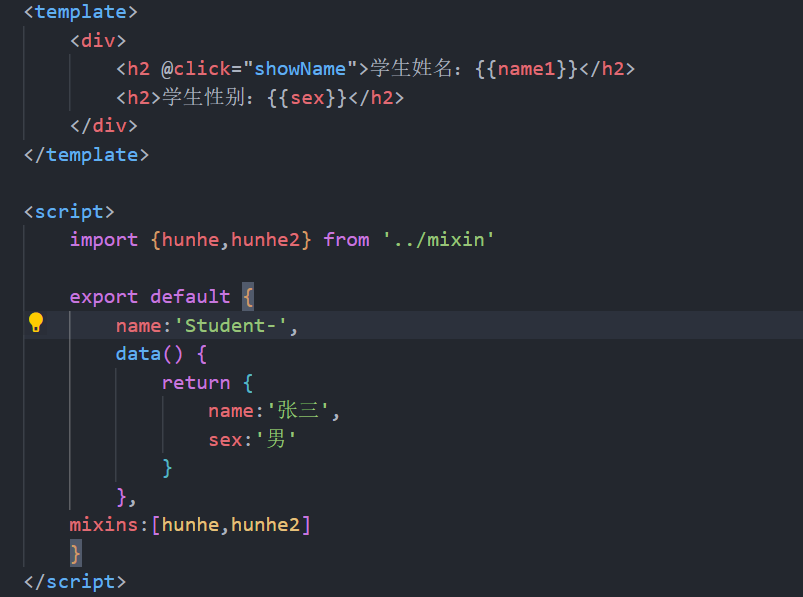 <template>
    <div>
        <h2 @click="showName">学生姓名：{{name1}}</h2>
        <h2>学生性别：{{sex}}</h2>
    </div>
</template>

<script>
    import {hunhe,hunhe2} from '../mixin'

    export default {
        name:'Student-',
        data() {
            return {
                name:'张三',
                sex:'男'
            }
        },
    mixins:[hunhe,hunhe2]
    }
</script>